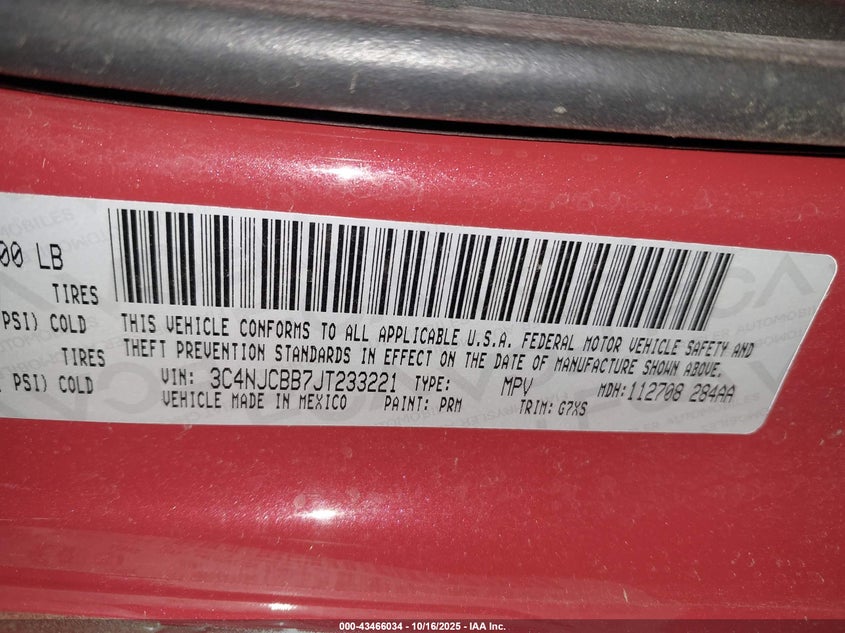 00 LB
TIRES
PSI) COLD
TIRES
PSI) COLD
THIS VEHICLE CONFORMS TO ALL APPLICABLE U.S.A. FEDERAL MOTOR VEHICLE SAFETY AND
THEFT PREVENTION STANDARDS IN EFFECT ON THE DATE OF MANUFACTURE SHOWN ABOVE.
VIN: 3C4NJCBB7JT233221 TYPE: MPV MDH: 112708 284AA
VEHICLE MADE IN MEXICO PAINT: PRM TRIM: G7XS
000-43466034 / 10/16/2025 - IAA Inc.